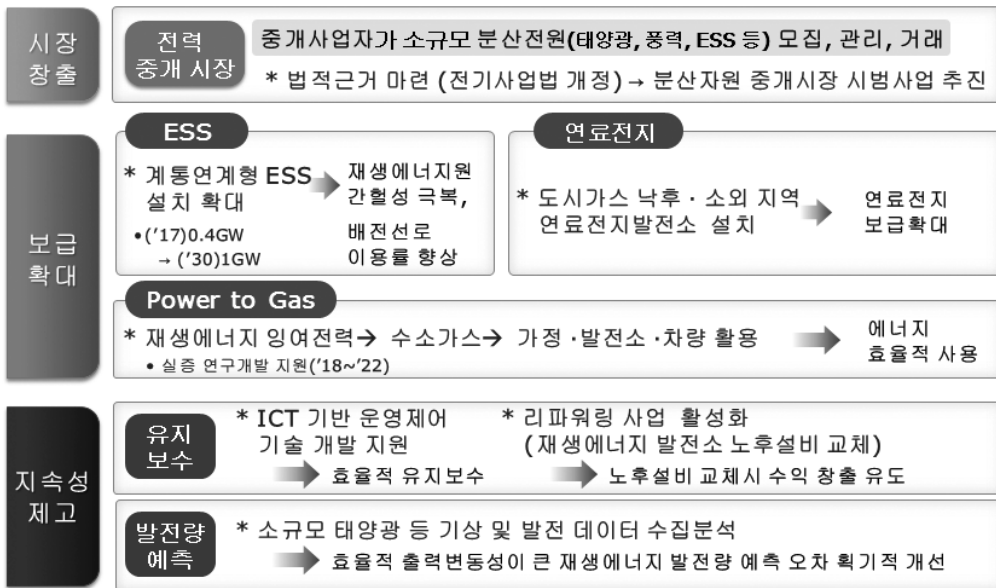 시장
창출
전력
중개 시장
중개사업자가 소규모 분산전원(태양광, 풍력, ESS 등) 모집, 관리, 거래
* 법적근거 마련 (전기사업법 개정) → 분산자원 중개시장 시범사업 추진
보급
확대
ESS
* 계통연계형 ESS
설치 확대
•('17)0.4GW
→ ('30)1GW
재생에너지원
간헐성 극복,
배전선로
이용률 향상
연료전지
* 도시가스 낙후 · 소외 지역
연료전지발전소 설치
연료전지
보급확대
Power to Gas
* 재생에너지 잉여전력→ 수소가스→ 가정 ·발전소 ·차량 활용
• 실증 연구개발 지원('18~'22)
에너지
효율적 사용
지속성
제고
유지
보수
* ICT 기반 운영제어
기술 개발 지원
효율적 유지보수
* 리파워링 사업 활성화
(재생에너지 발전소 노후설비 교체)
노후설비 교체시 수익 창출 유도
발전량
예측
* 소규모 태양광 등 기상 및 발전 데이터 수집분석
효율적 출력변동성이 큰 재생에너지 발전량 예측 오차 획기적 개선